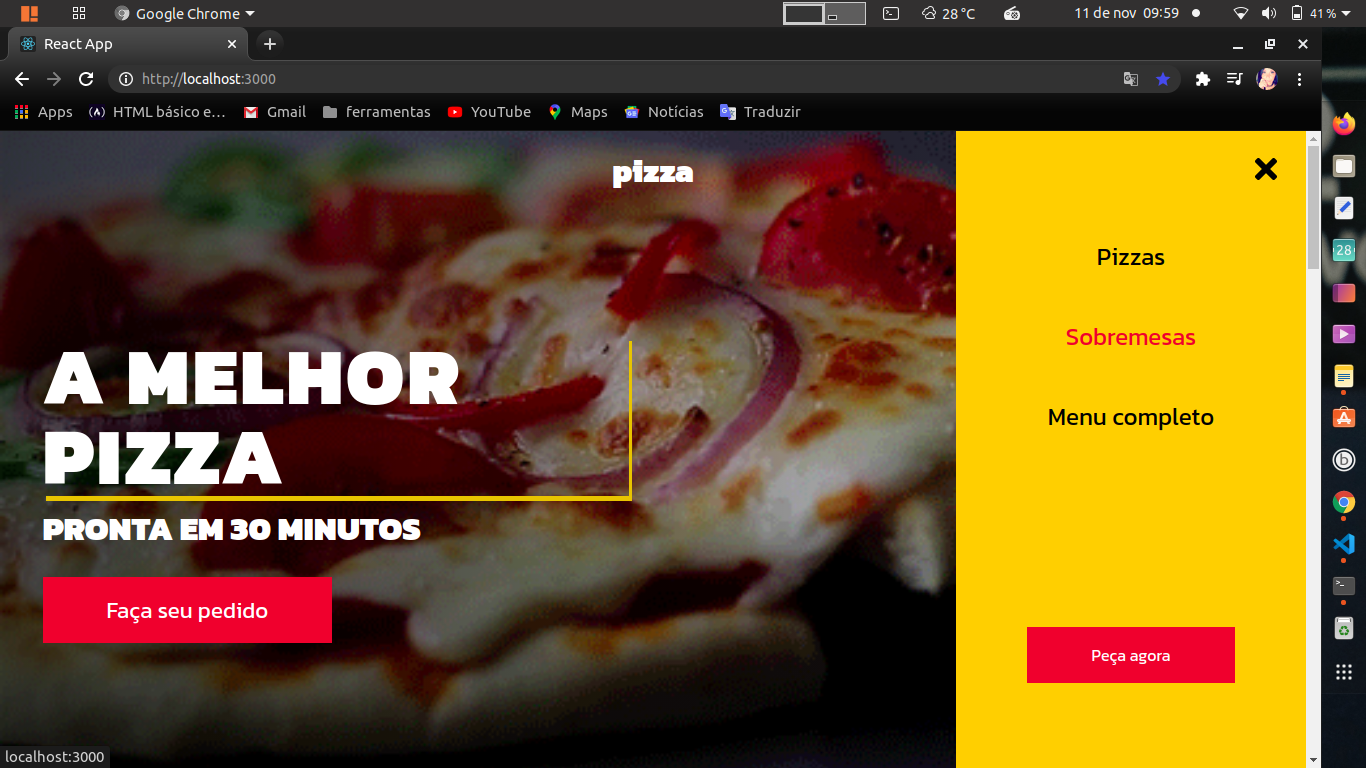 Google Chrome
28 °C
11 de nov 09:59
41 %
React App
http://localhost:3000
Apps
HTML básico e...
Gmail
ferramentas
YouTube
Maps
Notícias
Traduzir
pizza
Pizzas
Sobremesas
Menu completo
Peça agora
A MELHOR
PIZZA
PRONTA EM 30 MINUTOS
Faça seu pedido
localhost:3000
28